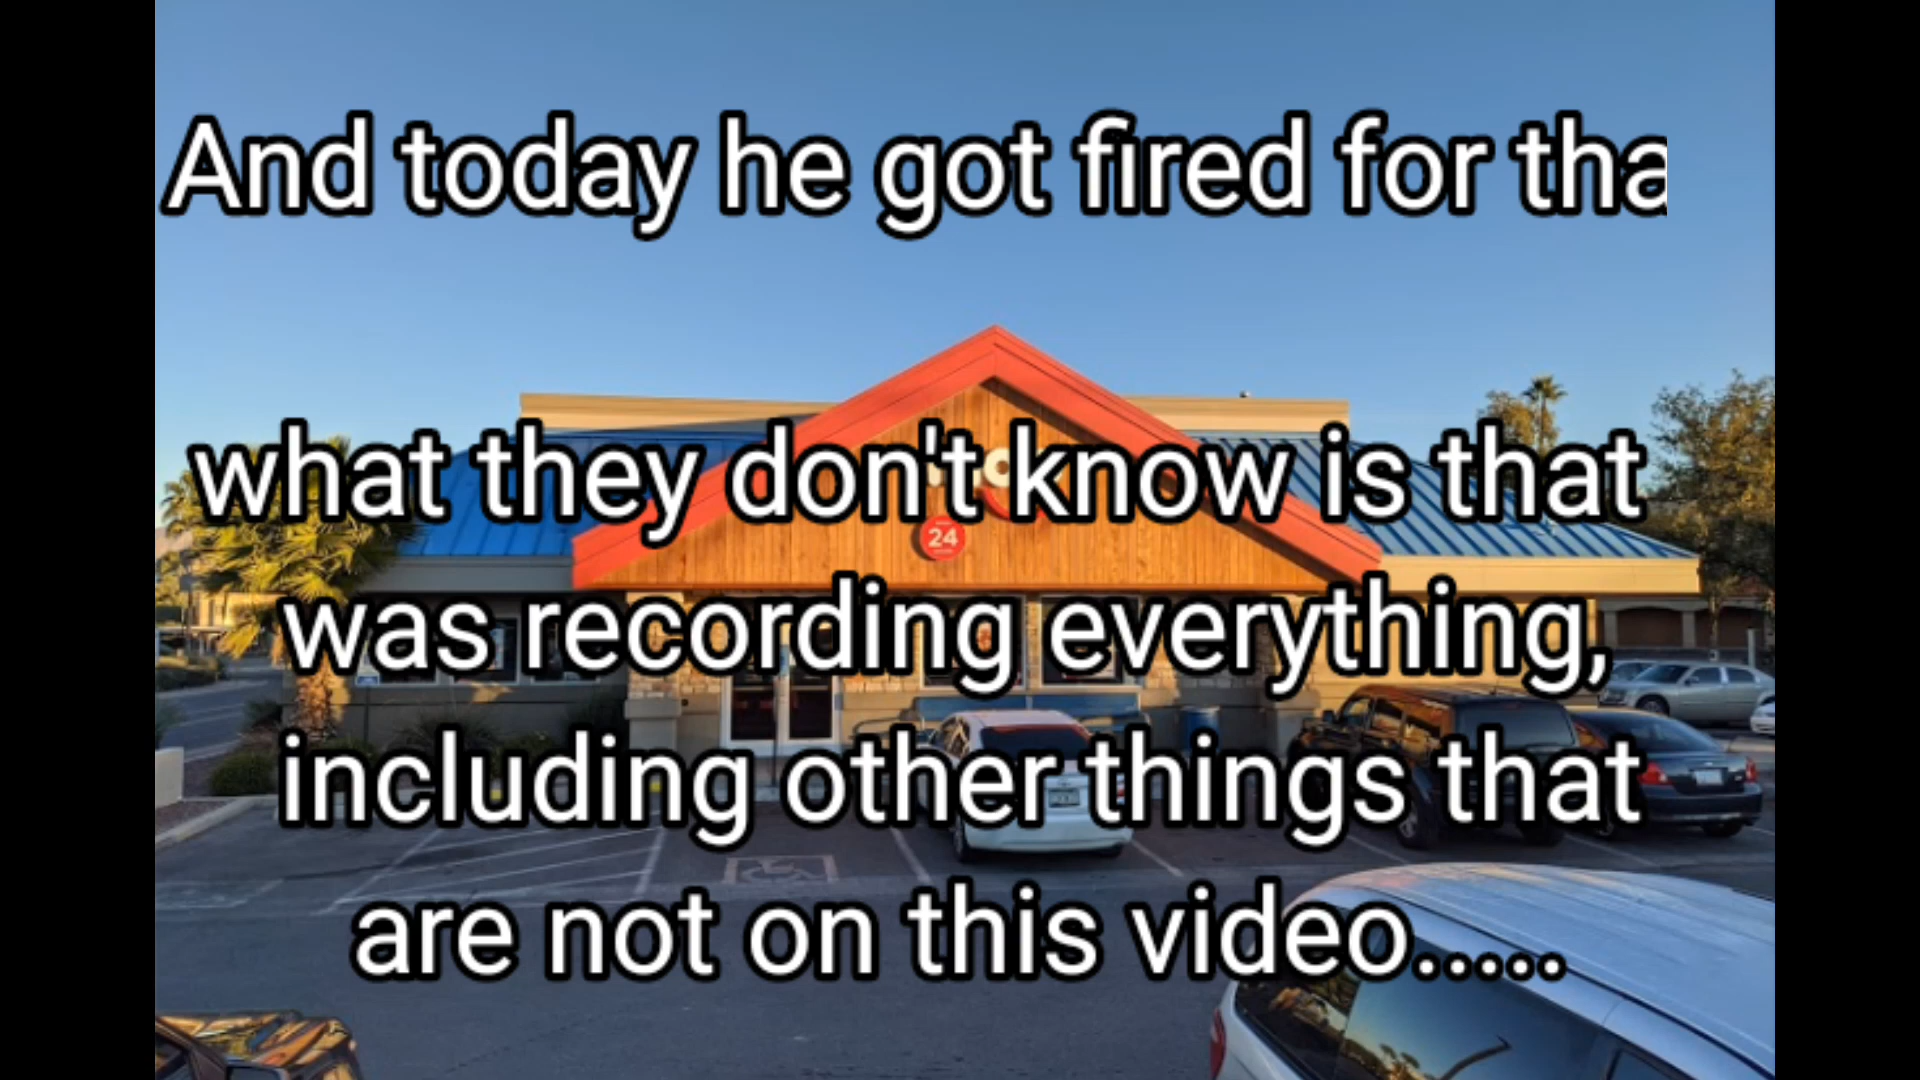 And today he got fired for tha
what they don't know is that
24
was recording everything,
including other things that
are not on this video.....